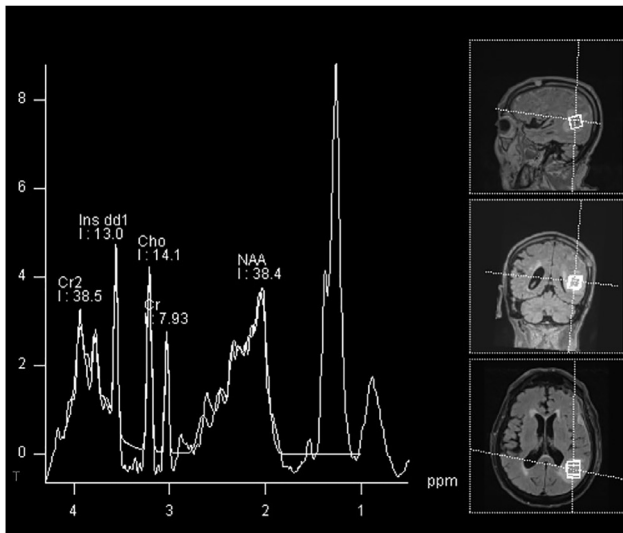 8
6
4
2
0
T
Ins dd1
I : 13.0
Cho
I : 14.1
Cr2
I : 38.5
Cr
: 7.93
NAA
I : 38.4
ppm
4 3 2 1